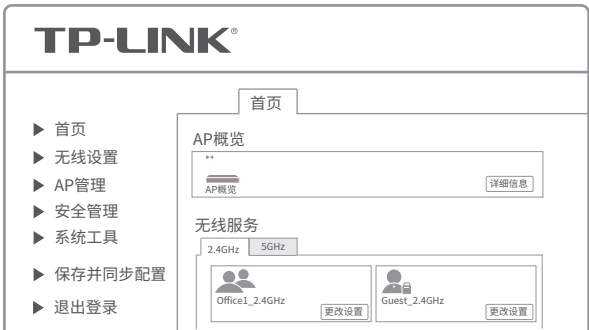 TP-LINK®
首页
首页
无线设置
AP管理
安全管理
系统工具
保存并同步配置
退出登录
AP概览
AP概览
详细信息
无线服务
2.4GHz 5GHz
Office1_2.4GHz
更改设置
Guest_2.4GHz
更改设置